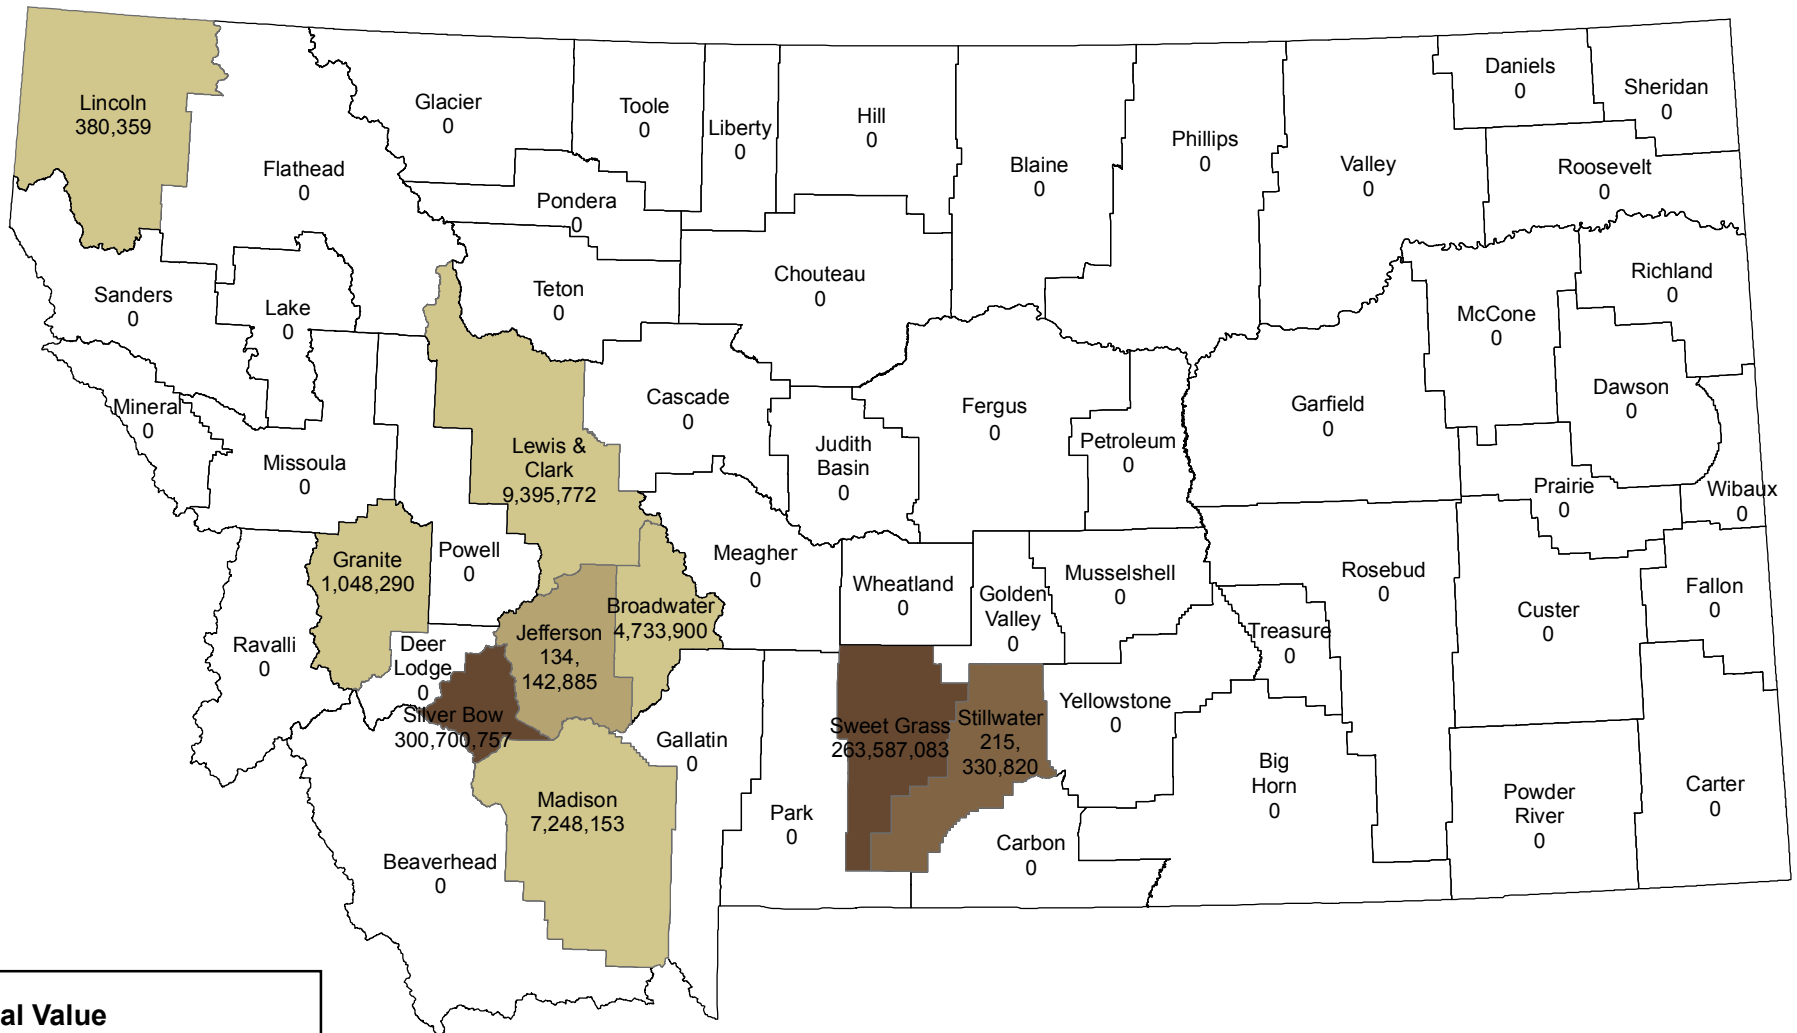 Lincoln
380,359
Flathead
0
Glacier
0
Toole
0
Liberty
0
Hill
0
Blaine
0
Phillips
0
Valley
0
Daniels
0
Sheridan
0
Roosevelt
0
Pondera
0
Sanders
0
Lake
0
Teton
0
Chouteau
0
McCone
0
Richland
0
Mineral
0
Missoula
0
Lewis &
Clark
9,395,772
Cascade
0
Judith
Basin
0
Fergus
0
Petroleum
0
Garfield
0
Dawson
0
Prairie
0
Wibaux
0
Granite
1,048,290
Powell
0
Meagher
0
Wheatland
0
Golden
Valley
0
Musselshell
0
Rosebud
0
Custer
0
Fallon
0
Ravalli
0
Deer
Lodge
0
Jefferson
134,
142,885
Broadwater
4,733,900
Treasure
0
Silver Bow
300,700,757
Gallatin
0
Sweet Grass
263,587,083
Stillwater
215,
330,820
Yellowstone
0
Madison
7,248,153
Park
0
Big
Horn
0
Powder
River
0
Carter
0
Beaverhead
0
Carbon
0
al Value